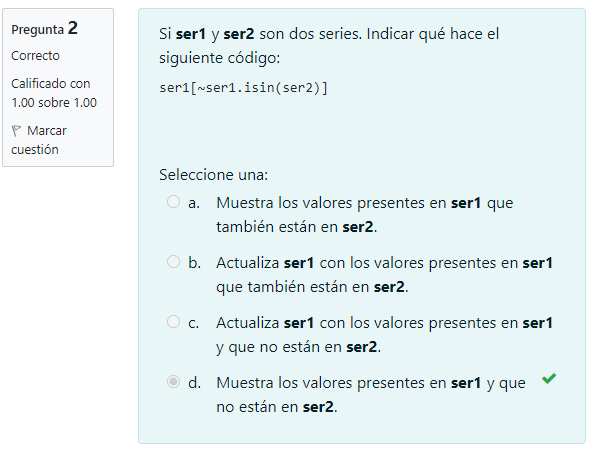 Pregunta 2
Correcto
Calificado con
1.00 sobre 1.00
Marcar
cuestión
Si ser1 y ser2 son dos series. Indicar qué hace el
siguiente código:
ser1[~ser1.isin(ser2)]
Seleccione una:
a. Muestra los valores presentes en ser1 que
también están en ser2.
b. Actualiza ser1 con los valores presentes en ser1
que también están en ser2.
c. Actualiza ser1 con los valores presentes en ser1
y que no están en ser2.
d. Muestra los valores presentes en ser1 y que
no están en ser2.